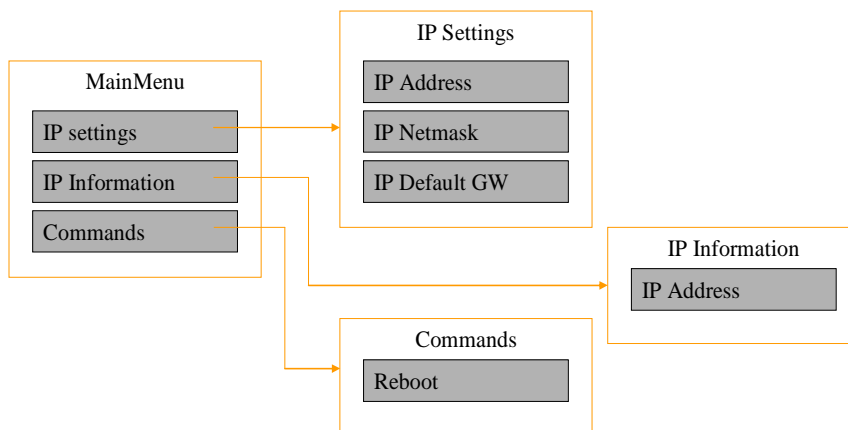 MainMenu
IP settings
IP Information
Commands
IP Settings
IP Address
IP Netmask
IP Default GW
IP Information
IP Address
Commands
Reboot